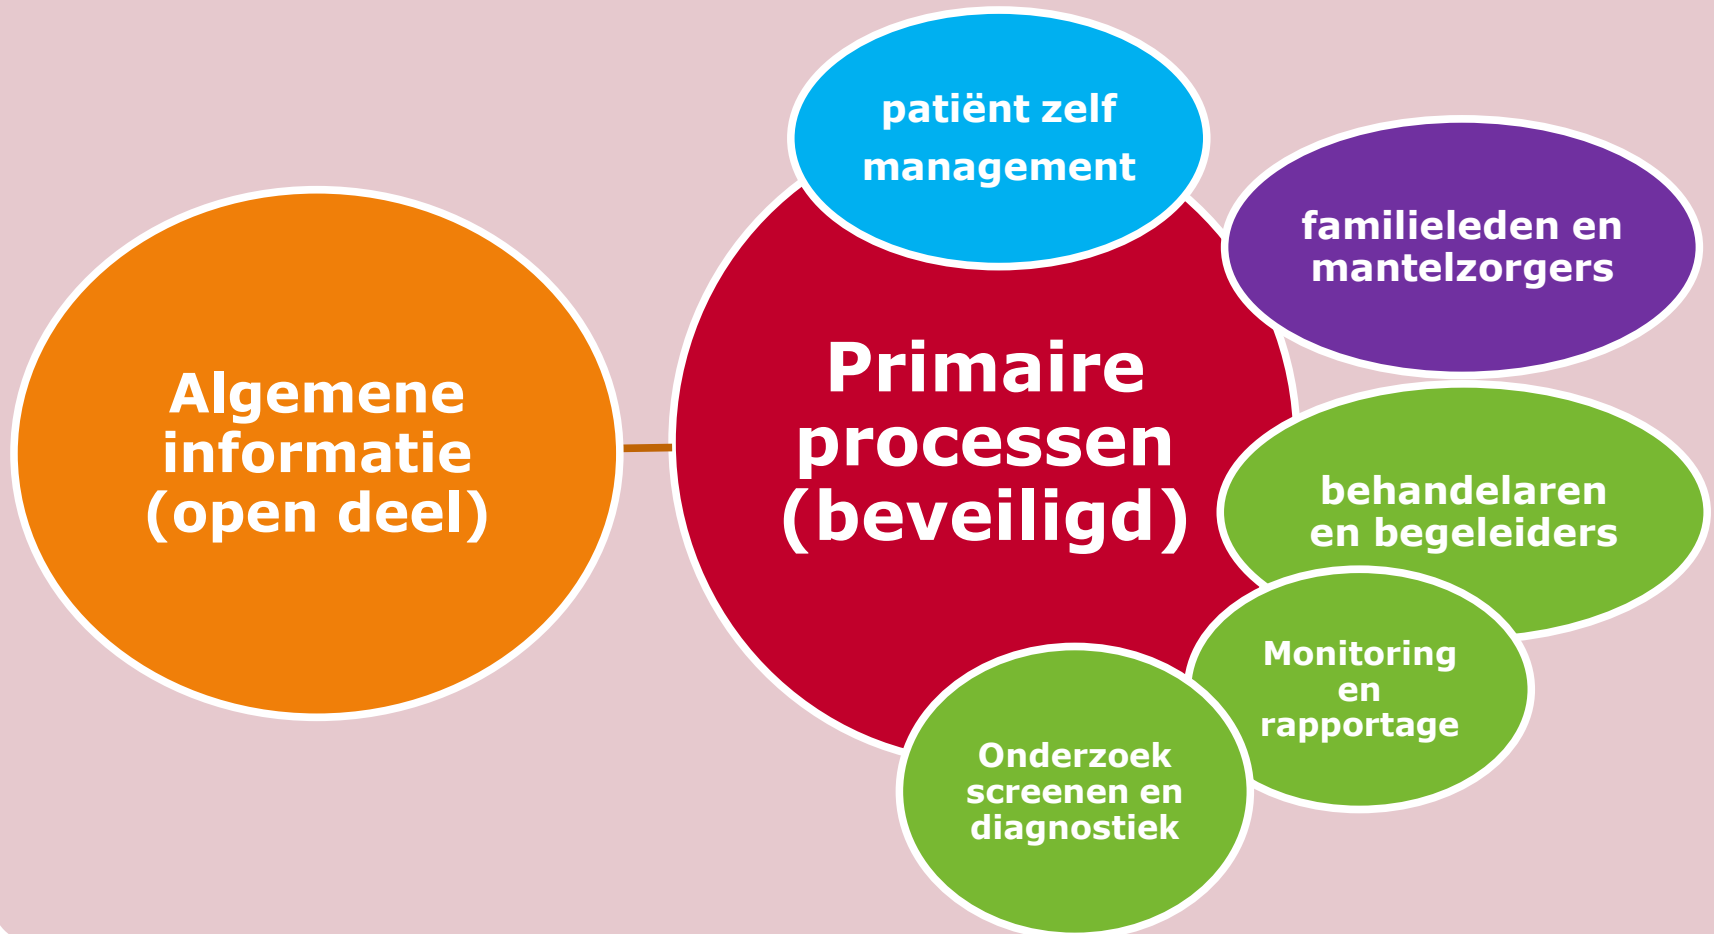 patiënt zelf
management
familieleden en
mantelzorgers
Algemene
informatie
(open deel)
Primaire
processen
(beveiligd)
behandelaren
en begeleiders
Monitoring
en
rapportage
Onderzoek
screenen en
diagnostiek